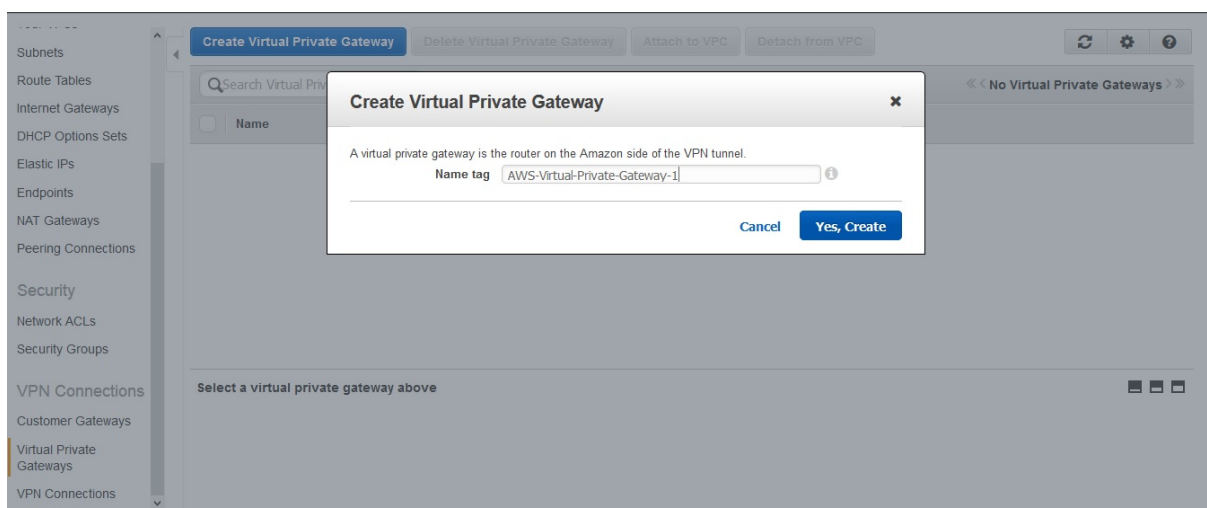 Subnets
Route Tables
Internet Gateways
DHCP Options Sets
Elastic IPs
Endpoints
NAT Gateways
Peering Connections
Security
Network ACLs
Security Groups
VPN Connections
Customer Gateways
Virtual Private
Gateways
VPN Connections
Create Virtual Private Gateway Delete Virtual Private Gateway Attach to VPC Detach from VPC
Search Virtual Priv
No Virtual Private Gateways
Name
Create Virtual Private Gateway
A virtual private gateway is the router on the Amazon side of the VPN tunnel.
Name tag AWS-Virtual-Private-Gateway-1
Cancel Yes, Create
Select a virtual private gateway above